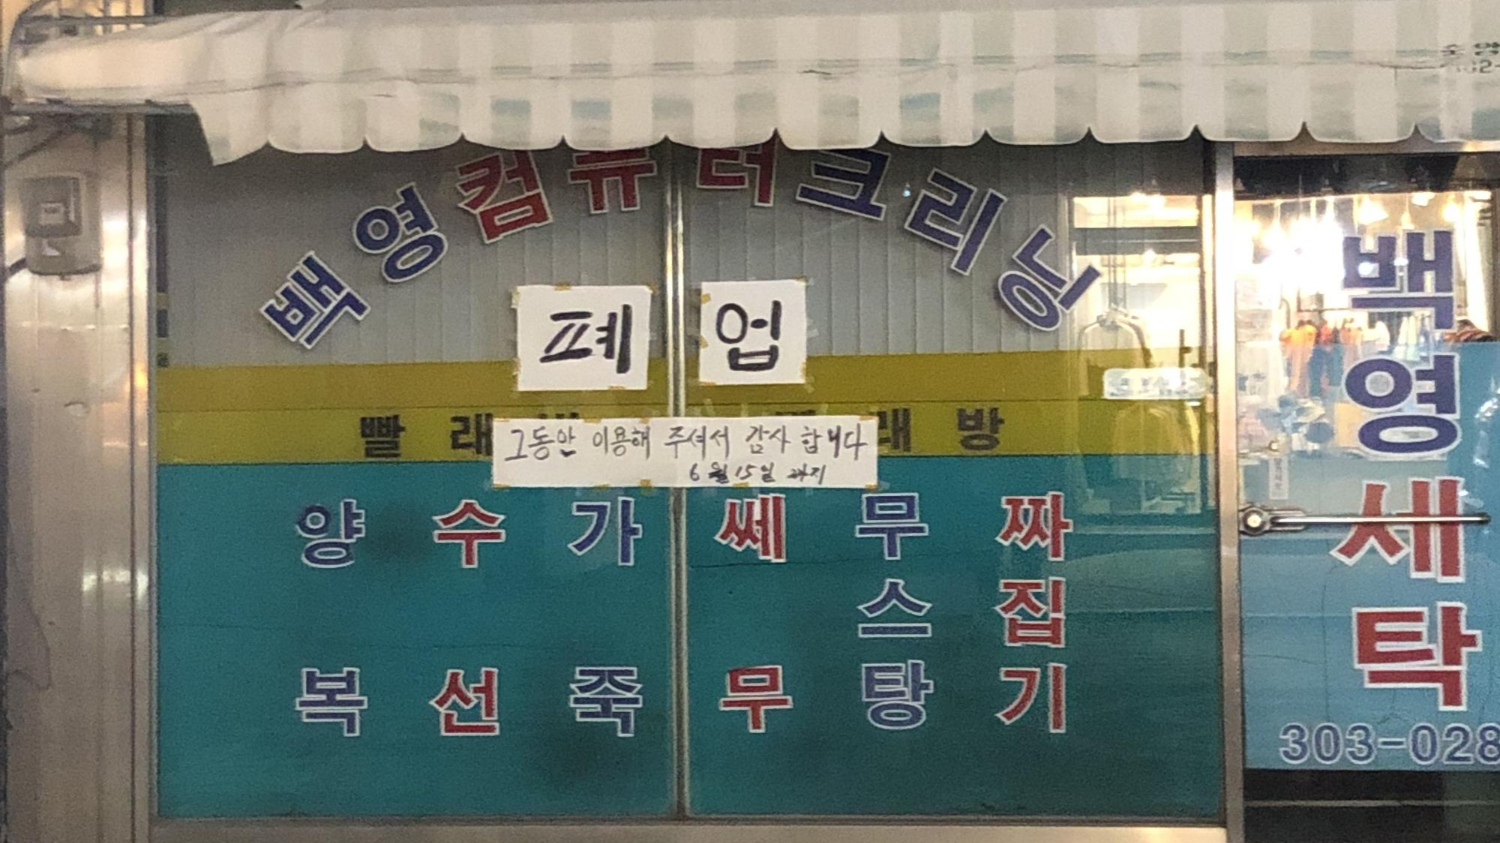 백영컴퓨터크리닝
폐업
빨래
래방
그동안 이용해 주셔서 감사합니다
6월15일 까지
양복
수선
가죽
쎄무
무스탕
짜집기
백영세탁
303-028